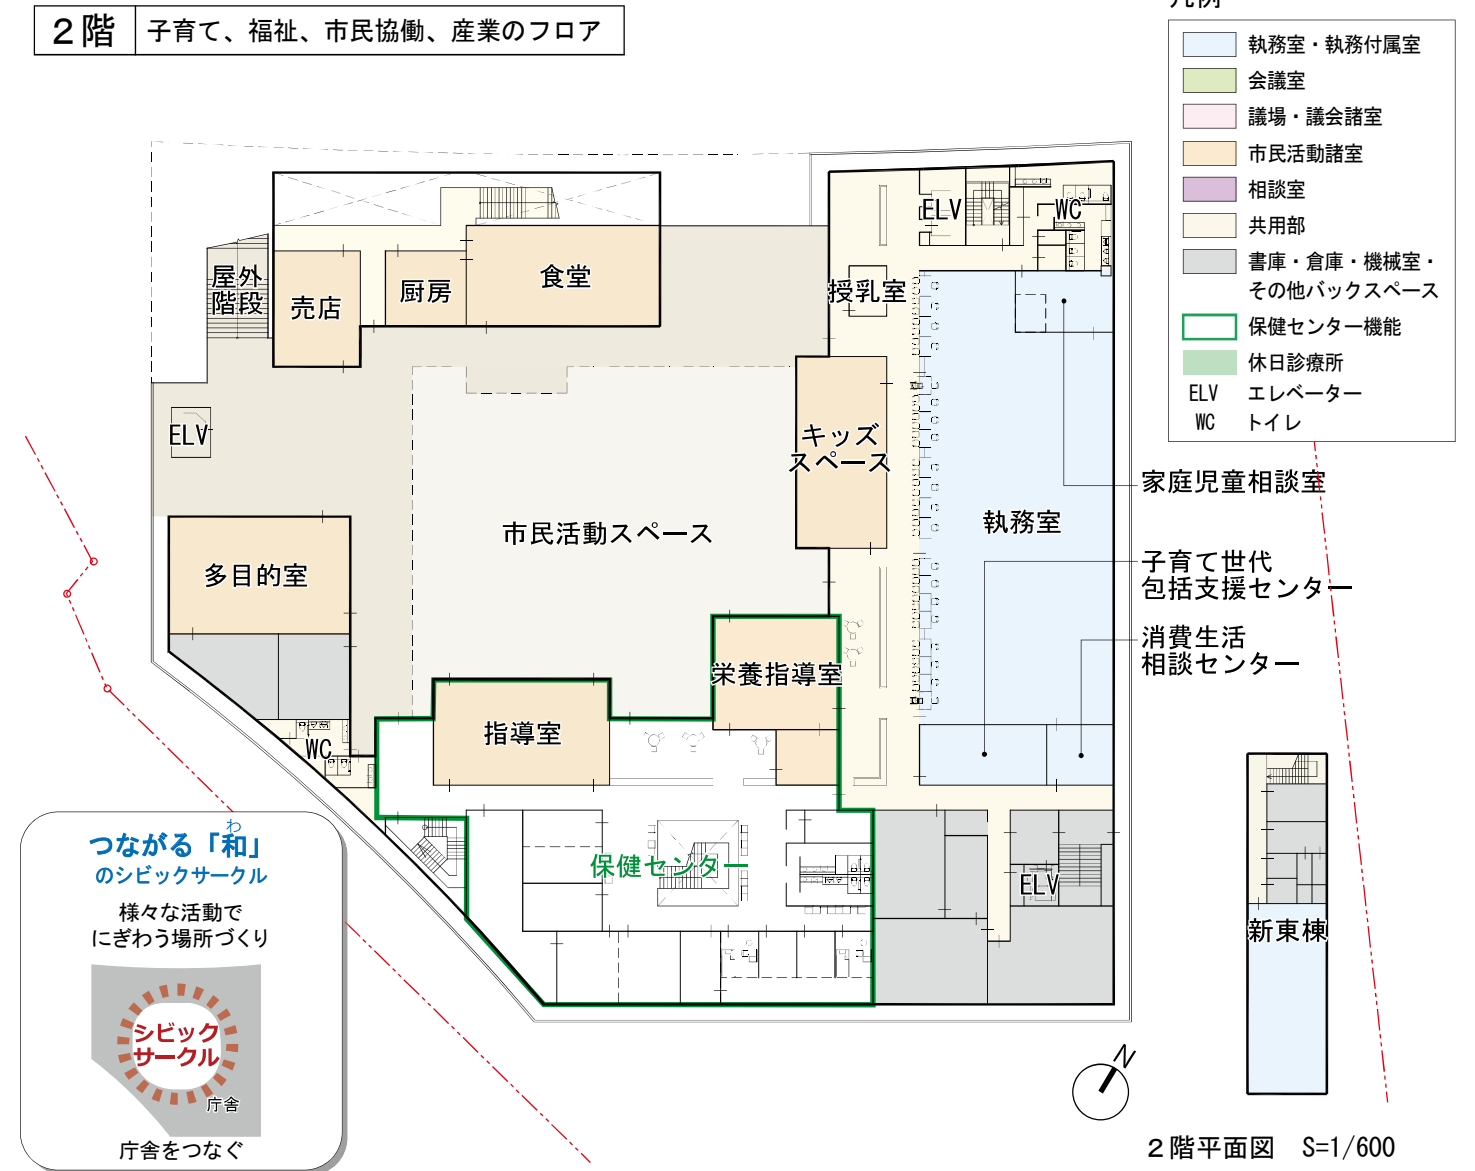 2階 子育て、福祉、市民協働、産業のフロア
凡例
執務室・執務付属室
会議室
議場・議会諸室
市民活動諸室
相談室
共用部
書庫・倉庫・機械室・
その他バックスペース
保健センター機能
休日診療所
ELV エレベーター
WC トイレ
屋外
階段
売店
厨房
食堂
授乳室
ELV
WC
ELV
キッズ
スペース
市民活動スペース
執務室
家庭児童相談室
子育て世代
包括支援センター
消費生活
相談センター
多目的室
栄養指導室
指導室
WC
保健センター
ELV
新東棟
わ
つながる「和」
のシビックサークル
様々な活動で
にぎわう場所づくり
シビック
サークル
庁舎
庁舎をつなぐ
N
2階平面図 S=1/600